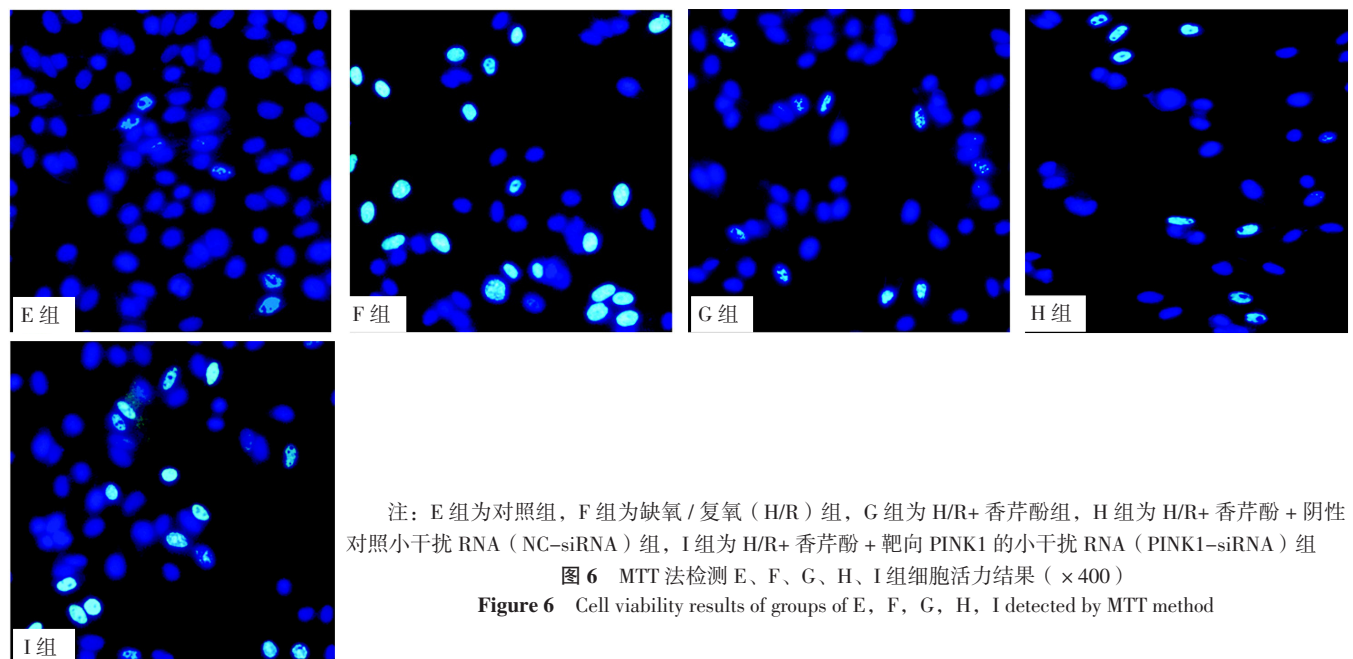 E 组
F 组
G 组
H 组
I 组
注：E 组为对照组，F 组为缺氧 / 复氧（H/R）组，G 组为 H/R+ 香芹酚组，H 组为 H/R+ 香芹酚 + 阴性
对照小干扰 RNA（NC-siRNA）组，I 组为 H/R+ 香芹酚 + 靶向 PINK1 的小干扰 RNA（PINK1-siRNA）组
图 6 MTT 法检测 E、F、G、H、I 组细胞活力结果（×400）
Figure 6 Cell viability results of groups of E，F，G，H，I detected by MTT method